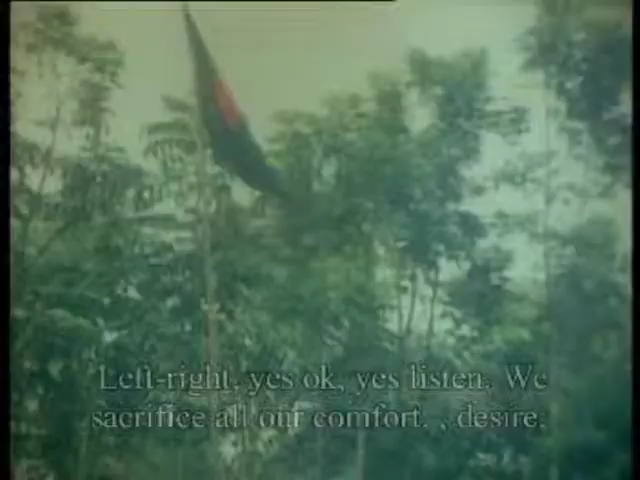 Left-right, yes ok, yes listen. We
sacrifice all our comfort. , desire.